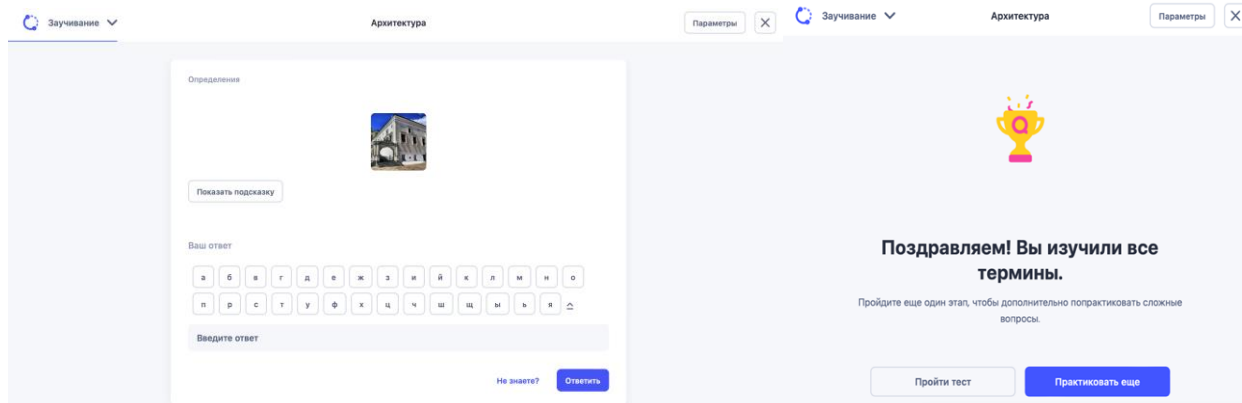 Заучивание
Архитектура
Параметры
Определения
Показать подсказку
Ваш ответ
а б в г д е ж з и й к л м н о
п р с т у ф х ц ч ш щ ы ь я
Введите ответ
Не знаете? Ответить
Заучивание
Архитектура
Параметры
Q
Поздравляем! Вы изучили все
термины.
Пройдите еще один этап, чтобы дополнительно попрактиковать сложные
вопросы.
Пройти тест
Практиковать еще